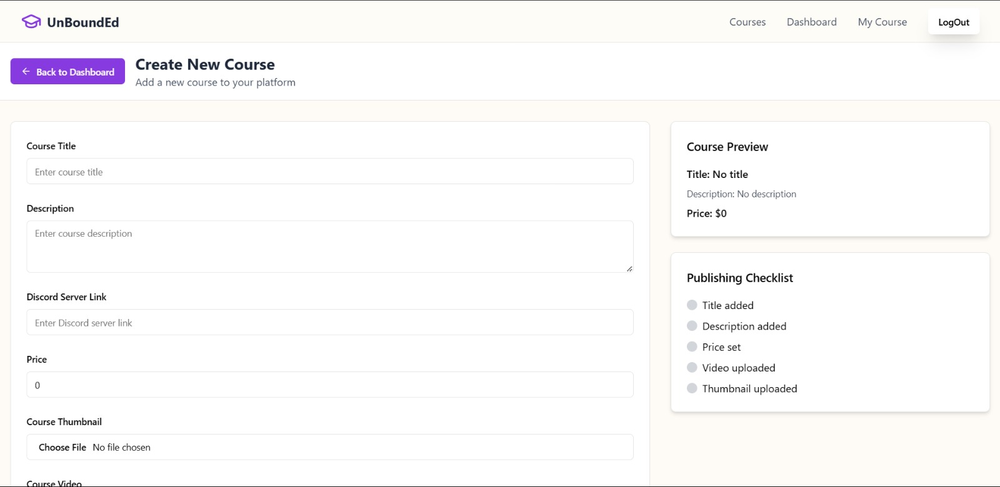 UnBoundEd
Courses
Dashboard
My Course
LogOut
← Back to Dashboard
Create New Course
Add a new course to your platform
Course Title
Enter course title
Description
Enter course description
Discord Server Link
Enter Discord server link
Price
0
Course Thumbnail
Choose File No file chosen
Course Video
Course Preview
Title: No title
Description: No description
Price: $0
Publishing Checklist
Title added
Description added
Price set
Video uploaded
Thumbnail uploaded